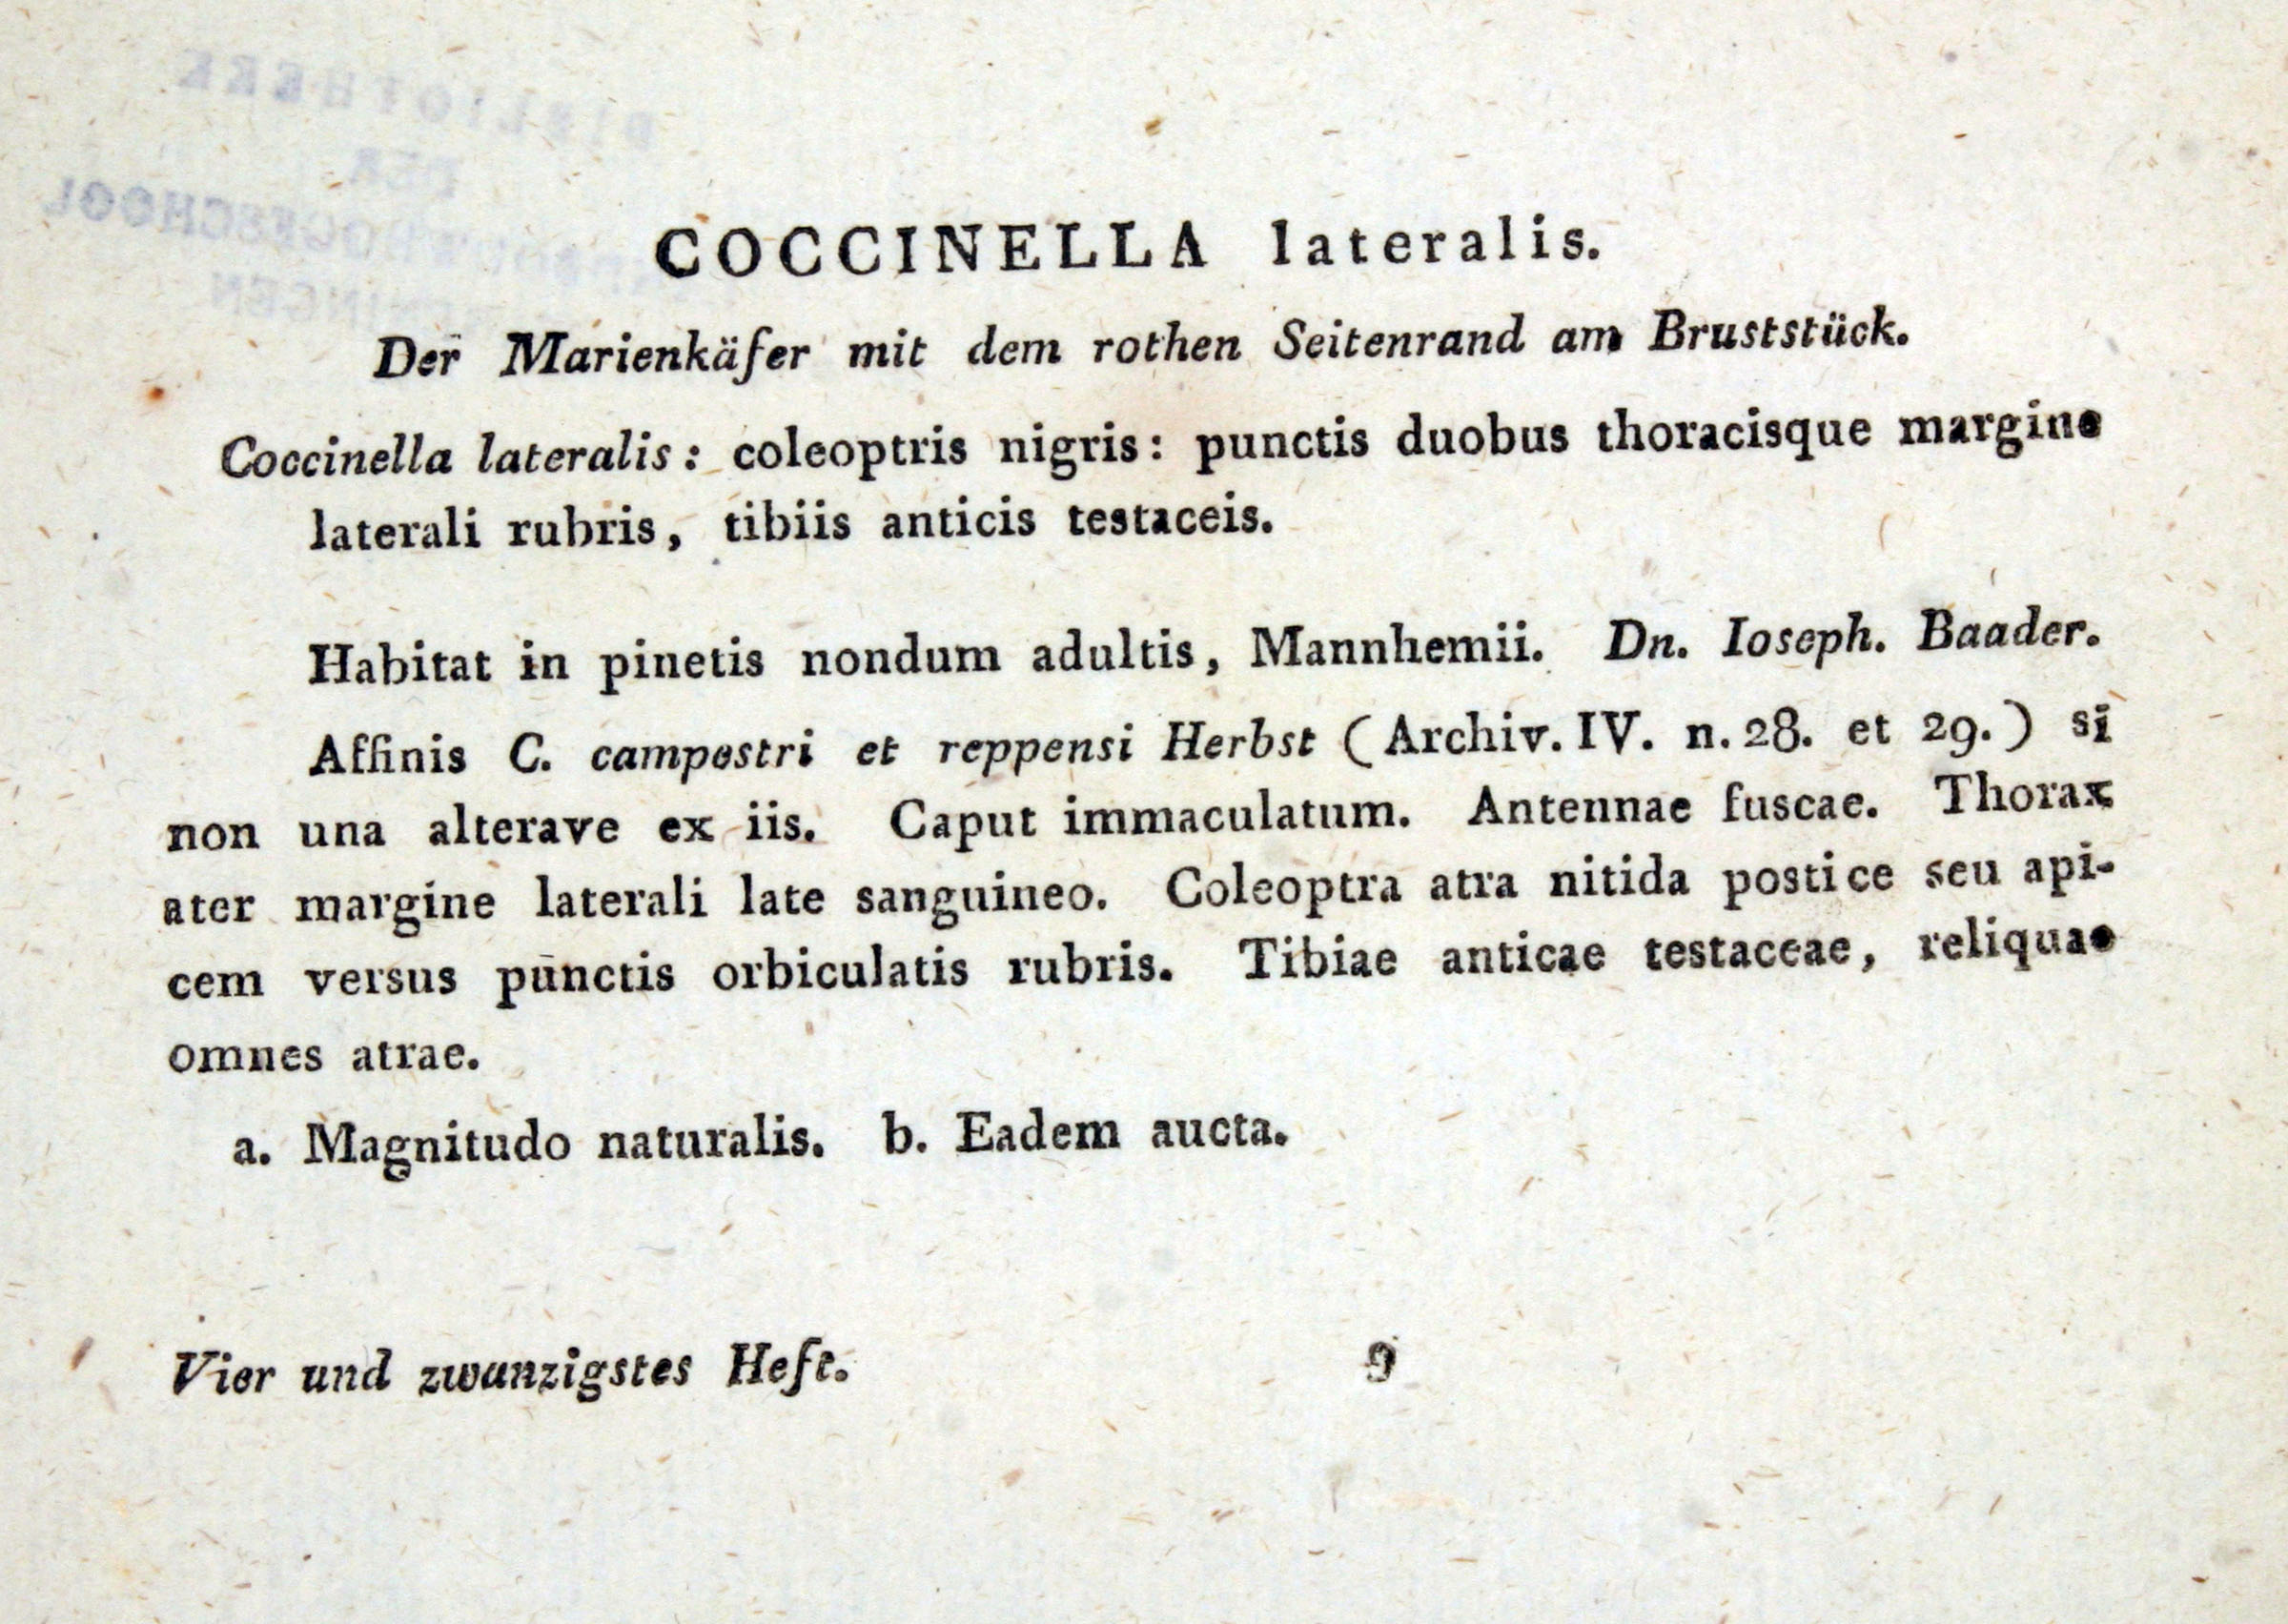 COCCINELLA lateralis.
Der Marienkäfer mit dem rothen Seitenrand am Bruststück.
Coccinella lateralis: coleoptris nigris: punctis duobus thoracisque margine
laterali rubris, tibiis anticis testaceis.
Habitat in pinetis nondum adultis, Mannhemii. Dn. Ioseph. Baader.
Affinis C. campestri et reppensi Herbst (Archiv. IV. n. 28. et 29.) si
non una alterave ex iis. Caput immaculatum. Antennae fuscae. Thorax
ater margine laterali late sanguineo. Coleoptra atra nitida postice seu api-
cem versus punctis orbiculatis rubris. Tibiae anticae testaceae, reliquae
omnes atrae.
a. Magnitudo naturalis. b. Eadem aucta.
Vier und zwanzigstes Heft. 9